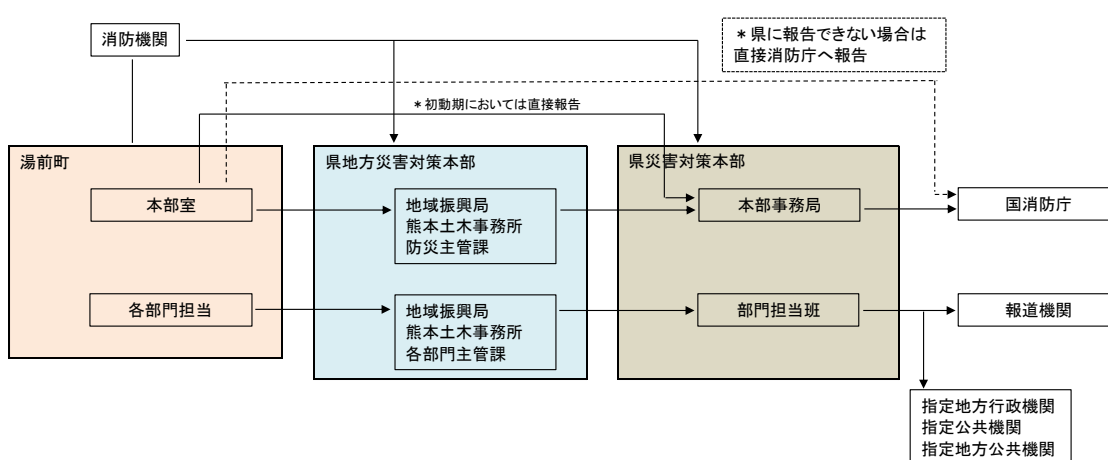 消防機関
＊県に報告できない場合は
直接消防庁へ報告
＊初動期においては直接報告
湯前町
県地方災害対策本部
県災害対策本部
本部室
地域振興局
熊本土木事務所
防災主管課
本部事務局
国消防庁
各部門担当
地域振興局
熊本土木事務所
各部門主管課
部門担当班
報道機関
指定地方行政機関
指定公共機関
指定地方公共機関